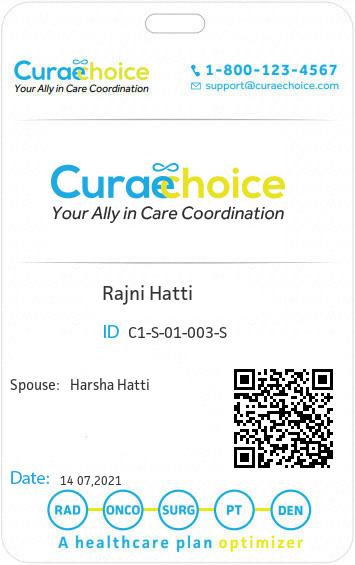 Curaechoice
Your Ally in Care Coordination
1-800-123-4567
support@curaechoice.com
Curaechoice
Your Ally in Care Coordination
Rajni Hatti
ID C1-S-01-003-S
Spouse: Harsha Hatti
Date: 14 07,2021
RAD ONCO SURG PT DEN
A healthcare plan optimizer